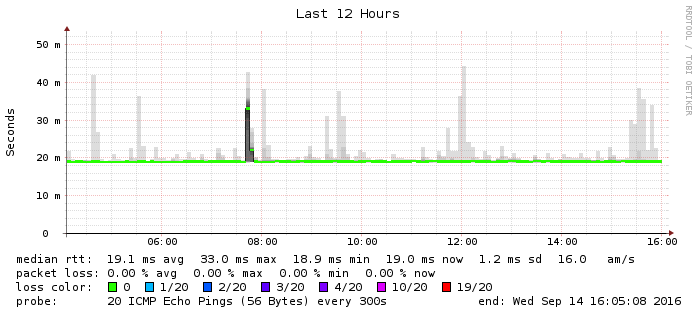 Last 12 Hours
RRDTOOL / TOBI OETIKER
Seconds
50 m
40 m
30 m
20 m
10 m
0
06:00 08:00 10:00 12:00 14:00 16:00
median rtt: 19.1 ms avg 33.0 ms max 18.9 ms min 19.0 ms now 1.2 ms sd 16.0 am/s
packet loss: 0.00 % avg 0.00 % max 0.00 % min 0.00 % now
loss color: 0 1/20 2/20 3/20 4/20 10/20 19/20
probe: 20 ICMP Echo Pings (56 Bytes) every 300s end: Wed Sep 14 16:05:08 2016